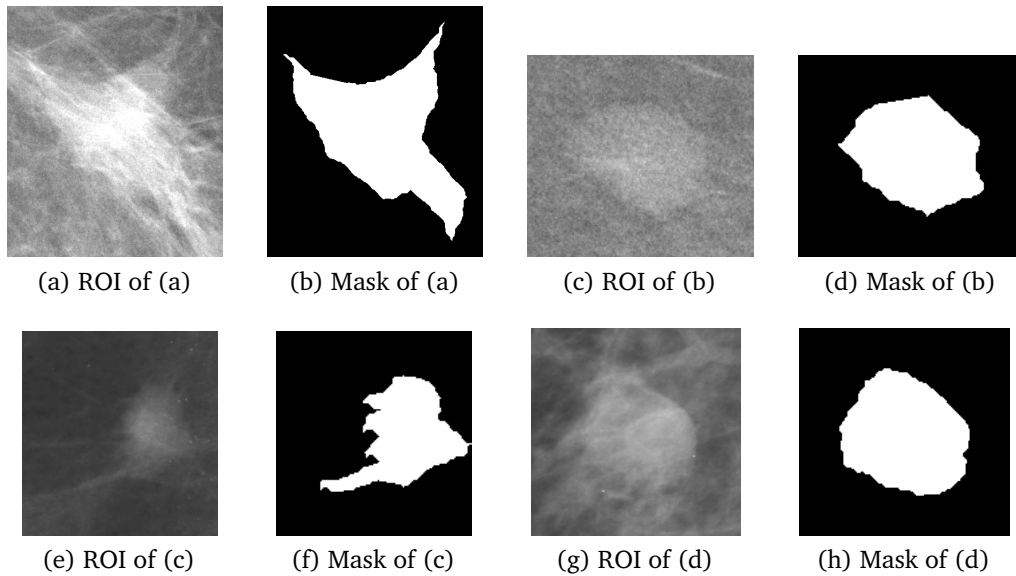 (a) ROI of (a)
(b) Mask of (a)
(c) ROI of (b)
(d) Mask of (b)
(e) ROI of (c)
(f) Mask of (c)
(g) ROI of (d)
(h) Mask of (d)